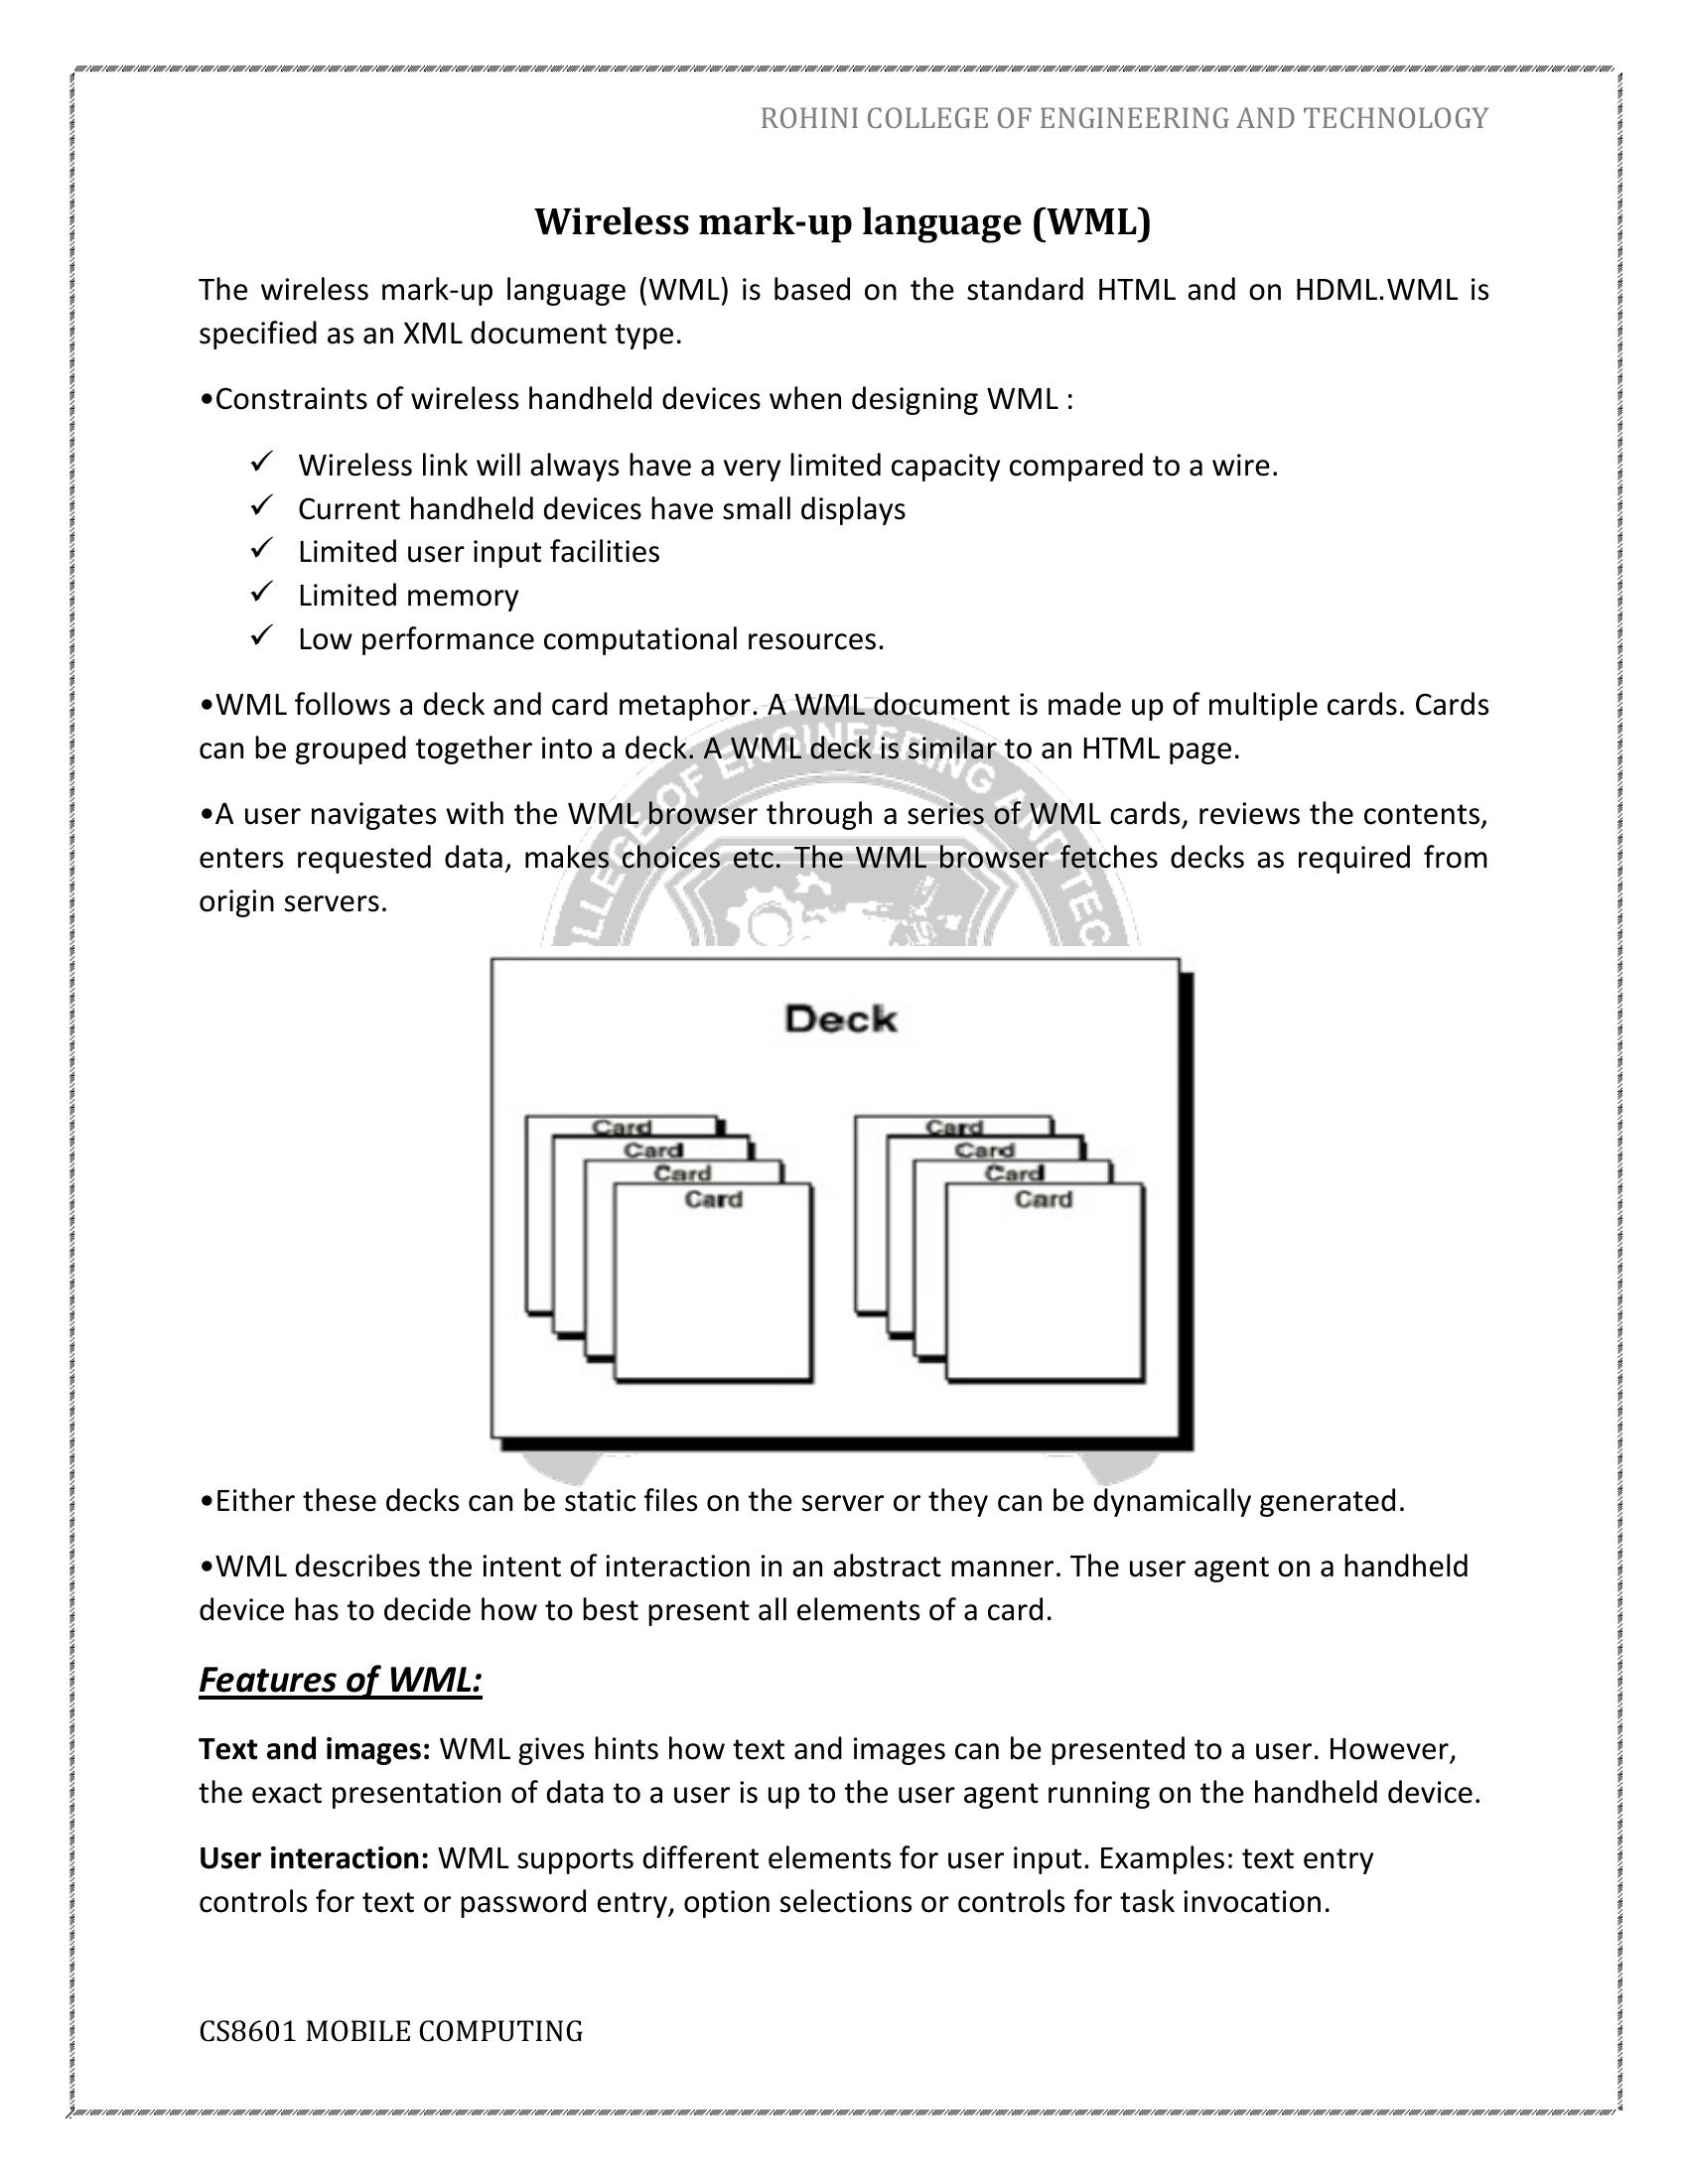 ROHINI COLLEGE OF ENGINEERING AND TECHNOLOGY
Wireless mark-up language (WML)
The wireless mark-up language (WML) is based on the standard HTML and on HDML.WML is
specified as an XML document type.
•Constraints of wireless handheld devices when designing WML :
✓ Wireless link will always have a very limited capacity compared to a wire.
✓ Current handheld devices have small displays
✓ Limited user input facilities
✓ Limited memory
✓ Low performance computational resources.
•WML follows a deck and card metaphor. A WML document is made up of multiple cards. Cards
can be grouped together into a deck. A WML deck is similar to an HTML page.
•A user navigates with the WML browser through a series of WML cards, reviews the contents,
enters requested data, makes choices etc. The WML browser fetches decks as required from
origin servers.
Deck
Card
Card
Card
Card
Card
Card
Card
Card
•Either these decks can be static files on the server or they can be dynamically generated.
•WML describes the intent of interaction in an abstract manner. The user agent on a handheld
device has to decide how to best present all elements of a card.
Features of WML:
Text and images: WML gives hints how text and images can be presented to a user. However,
the exact presentation of data to a user is up to the user agent running on the handheld device.
User interaction: WML supports different elements for user input. Examples: text entry
controls for text or password entry, option selections or controls for task invocation.
CS8601 MOBILE COMPUTING